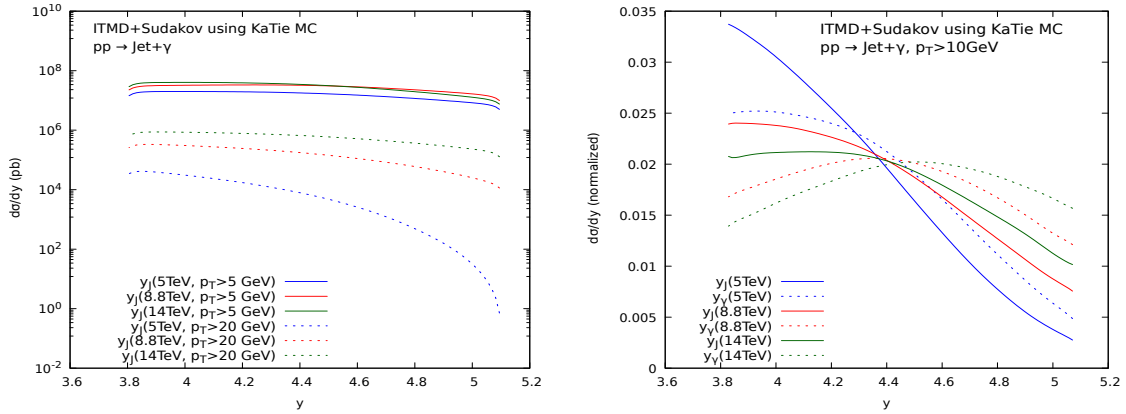 ITMD+Sudakov using KaTie MC
pp → Jet+γ
dσ/dy (pb)
10^10
10^8
10^6
10^4
10^2
10^0
10^-2
y_J(5TeV, p_T>5 GeV)
y_J(8.8TeV, p_T>5 GeV)
y_J(14TeV, p_T>5 GeV)
y_J(5TeV, p_T>20 GeV)
y_J(8.8TeV, p_T>20 GeV)
y_J(14TeV, p_T>20 GeV)
3.6 3.8 4 4.2 4.4 4.6 4.8 5 5.2
y
ITMD+Sudakov using KaTie MC
pp → Jet+γ, p_T>10GeV
dσ/dy (normalized)
0.035
0.03
0.025
0.02
0.015
0.01
0.005
0
y_J(5TeV)
y_γ(5TeV)
y_J(8.8TeV)
y_γ(8.8TeV)
y_J(14TeV)
y_γ(14TeV)
3.6 3.8 4 4.2 4.4 4.6 4.8 5 5.2
y